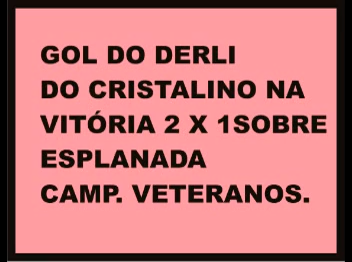 GOL DO DERLI
DO CRISTALINO NA
VITÓRIA 2 X 1SOBRE
ESPLANADA
CAMP. VETERANOS.